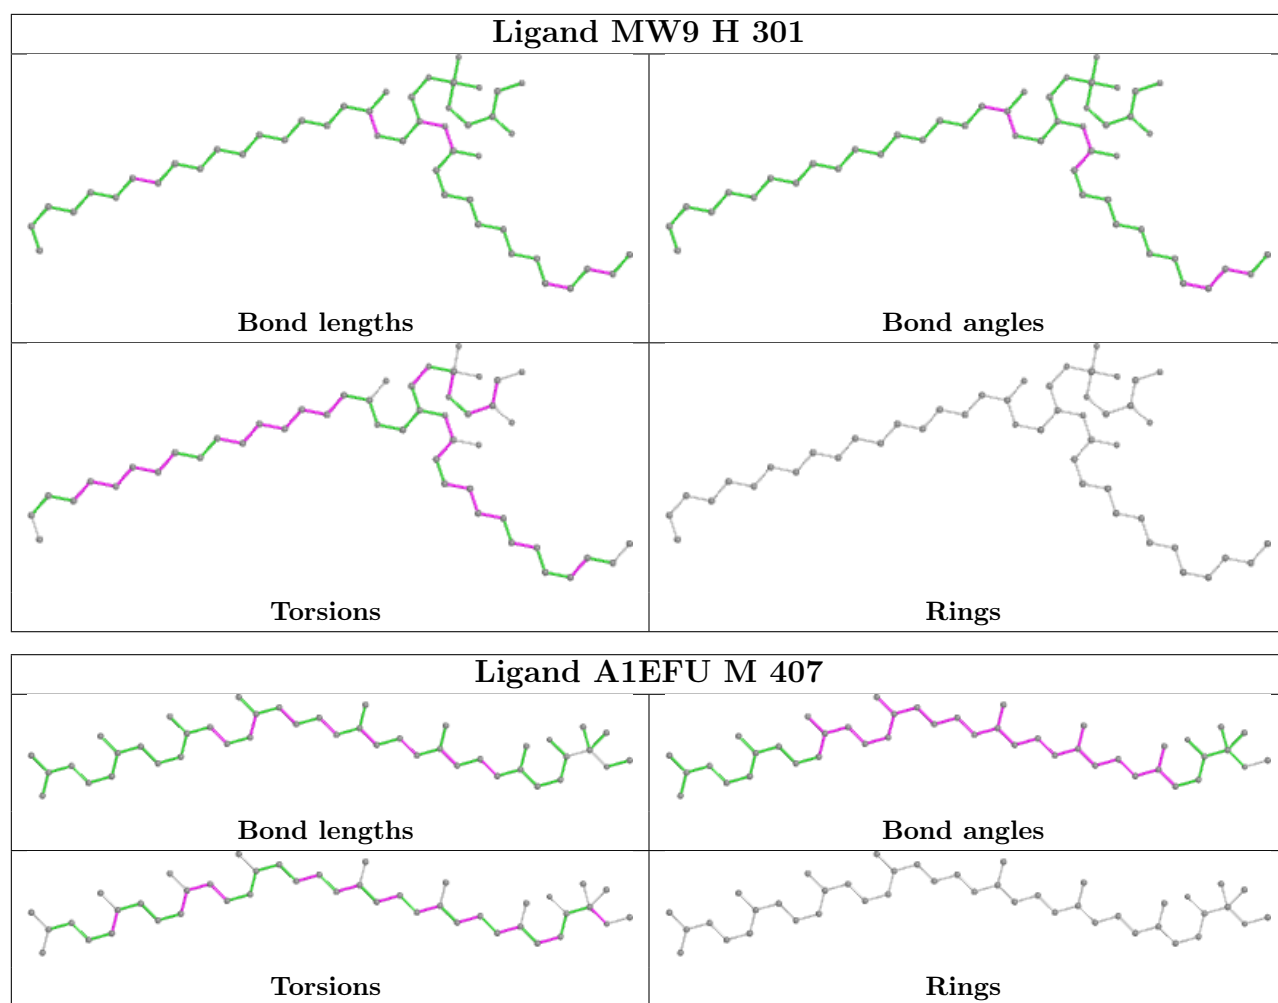 Ligand MW9 H 301
Bond lengths
Bond angles
Torsions
Rings
Ligand A1EFU M 407
Bond lengths
Bond angles
Torsions
Rings